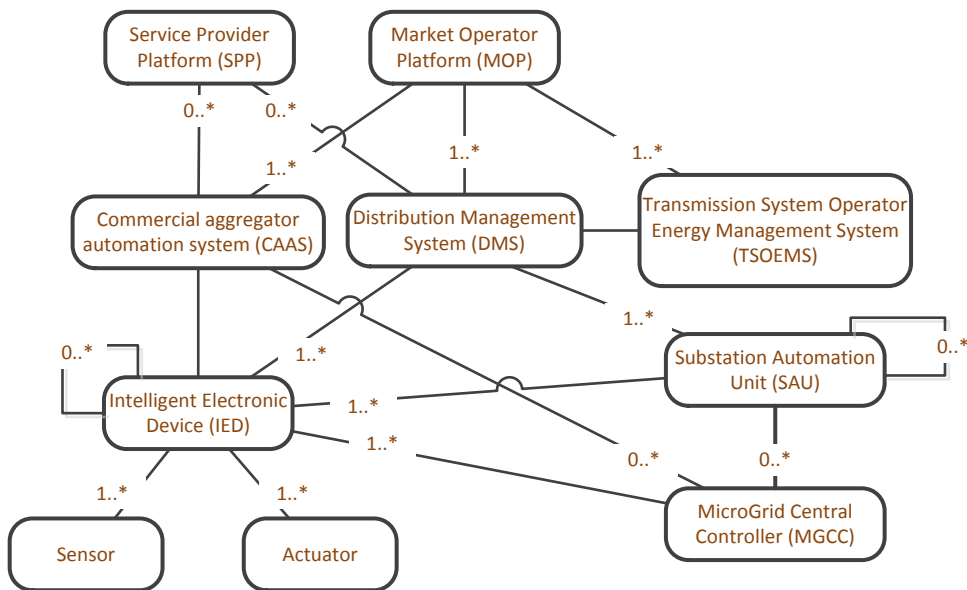 Service Provider
Platform (SPP)
Market Operator
Platform (MOP)
0..*
0..*
1..*
1..*
1..*
Commercial aggregator
automation system (CAAS)
Distribution Management
System (DMS)
Transmission System Operator
Energy Management System
(TSOEMS)
1..*
0..*
1..*
0..*
Substation Automation
Unit (SAU)
Intelligent Electronic
Device (IED)
1..*
1..*
0..*
0..*
1..*
1..*
MicroGrid Central
Controller (MGCC)
Sensor
Actuator